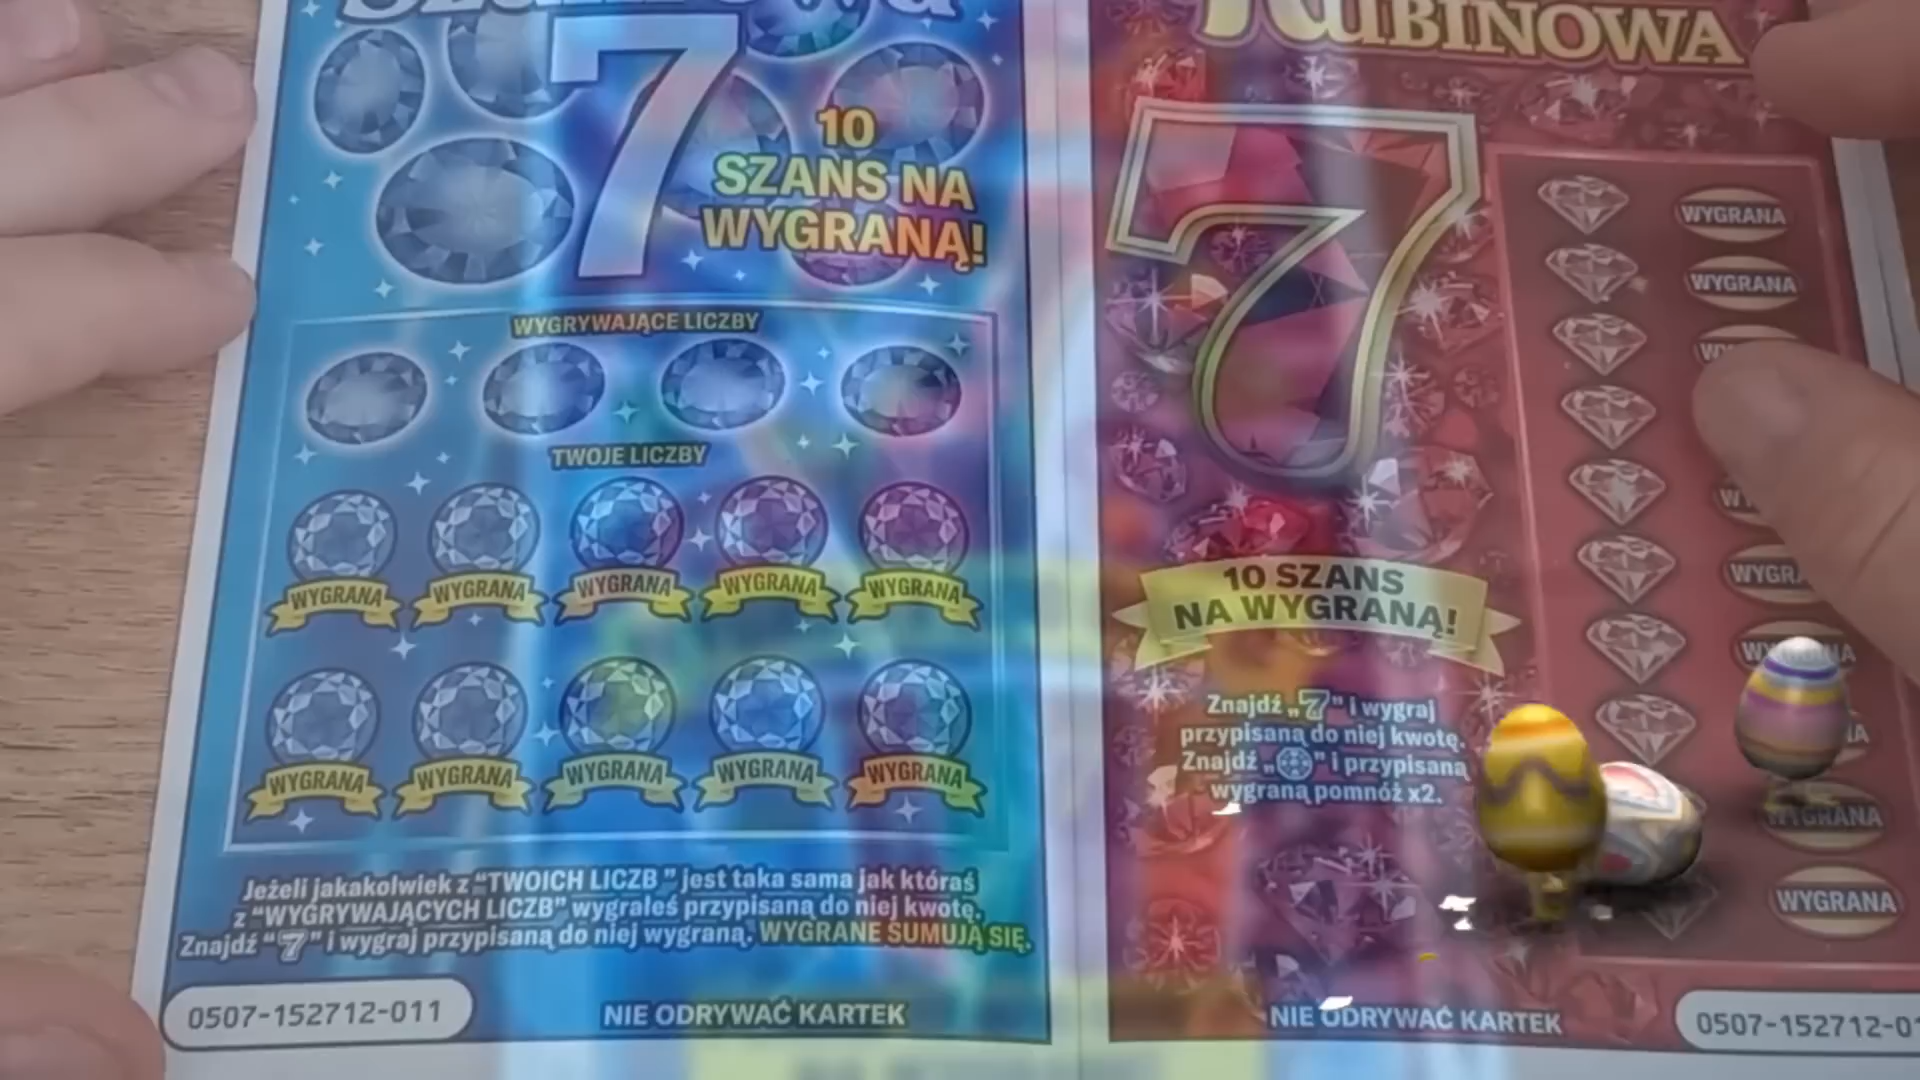 7
10
SZANS NA
WYGRANĄ!
WYGRYWAJĄCE LICZBY
TWOJE LICZBY
WYGRANA WYGRANA WYGRANA WYGRANA WYGRANA
WYGRANA WYGRANA WYGRANA WYGRANA WYGRANA
Jeżeli jakakolwiek z “TWOICH LICZB ” jest taka sama jak któraś
z “WYGRYWAJĄCYCH LICZB” wygrałeś przypisaną do niej kwotę.
Znajdź “7” i wygraj przypisaną do niej wygraną. WYGRANE SUMUJĄ SIĘ.
0507-152712-011
NIE ODRYWAĆ KARTEK
RUBINOWA
7
10 SZANS
NA WYGRANĄ!
Znajdź „7” i wygraj
przypisaną do niej kwotę.
Znajdź „ ” i przypisaną
wygraną pomnóż x2.
WYGRANA
WYGRANA
WYGRANA
WYGRANA
NIE ODRYWAĆ KARTEK
0507-152712-01